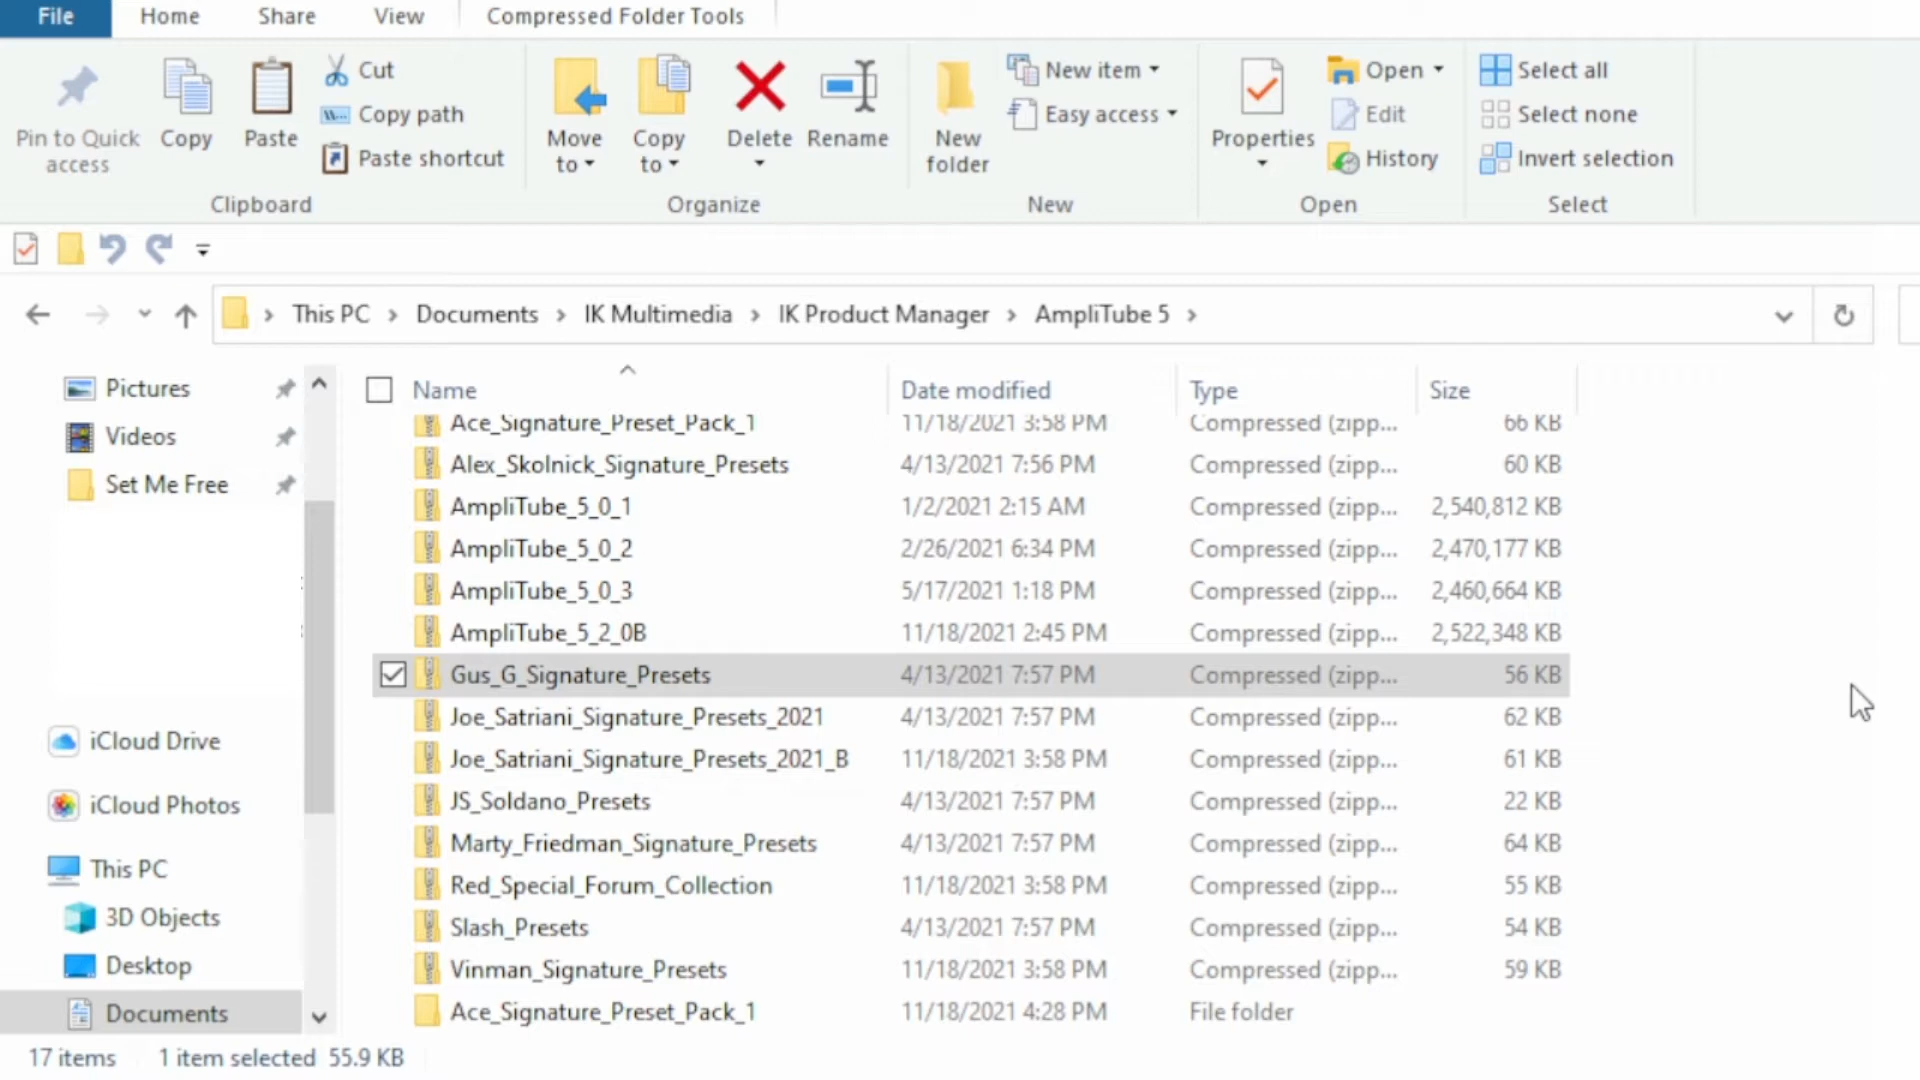 File Home Share View Compressed Folder Tools
Pin to Quick access
Copy
Paste
Cut
Copy path
Paste shortcut
Clipboard
Move to
Copy to
Delete
Rename
Organize
New folder
New item
Easy access
New
Properties
Open
Edit
History
Open
Select all
Select none
Invert selection
Select
This PC > Documents > IK Multimedia > IK Product Manager > AmpliTube 5 >
Pictures
Videos
Set Me Free
iCloud Drive
iCloud Photos
This PC
3D Objects
Desktop
Documents
Name Date modified Type Size
Ace_Signature_Preset_Pack_1 11/18/2021 3:58 PM Compressed (zipp... 66 KB
Alex_Skolnick_Signature_Presets 4/13/2021 7:56 PM Compressed (zipp... 60 KB
AmpliTube_5_0_1 1/2/2021 2:15 AM Compressed (zipp... 2,540,812 KB
AmpliTube_5_0_2 2/26/2021 6:34 PM Compressed (zipp... 2,470,177 KB
AmpliTube_5_0_3 5/17/2021 1:18 PM Compressed (zipp... 2,460,664 KB
AmpliTube_5_2_0B 11/18/2021 2:45 PM Compressed (zipp... 2,522,348 KB
Gus_G_Signature_Presets 4/13/2021 7:57 PM Compressed (zipp... 56 KB
Joe_Satriani_Signature_Presets_2021 4/13/2021 7:57 PM Compressed (zipp... 62 KB
Joe_Satriani_Signature_Presets_2021_B 11/18/2021 3:58 PM Compressed (zipp... 61 KB
JS_Soldano_Presets 4/13/2021 7:57 PM Compressed (zipp... 22 KB
Marty_Friedman_Signature_Presets 4/13/2021 7:57 PM Compressed (zipp... 64 KB
Red_Special_Forum_Collection 11/18/2021 3:58 PM Compressed (zipp... 55 KB
Slash_Presets 4/13/2021 7:57 PM Compressed (zipp... 54 KB
Vinman_Signature_Presets 11/18/2021 3:58 PM Compressed (zipp... 59 KB
Ace_Signature_Preset_Pack_1 11/18/2021 4:28 PM File folder
17 items 1 item selected 55.9 KB